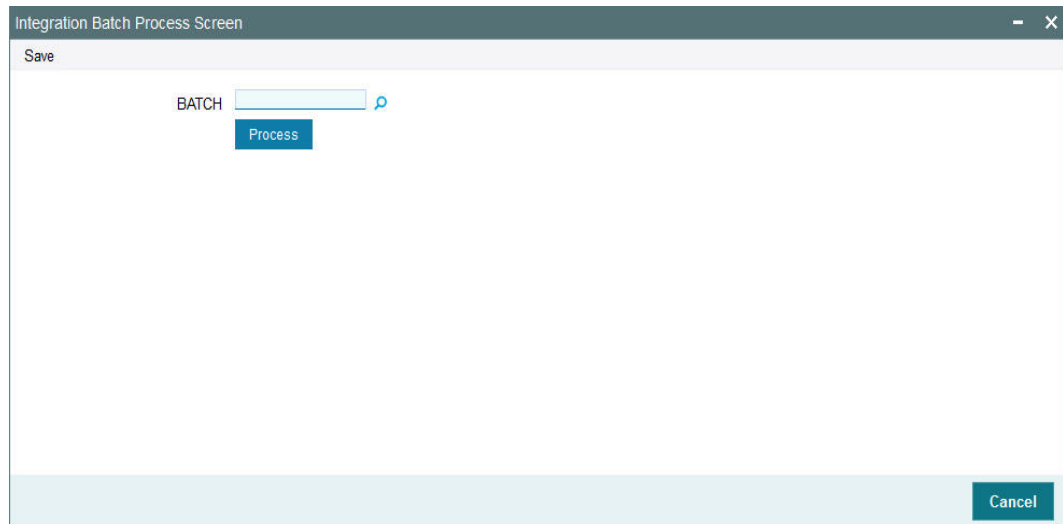 Integration Batch Process Screen
Save
BATCH
Process
Cancel